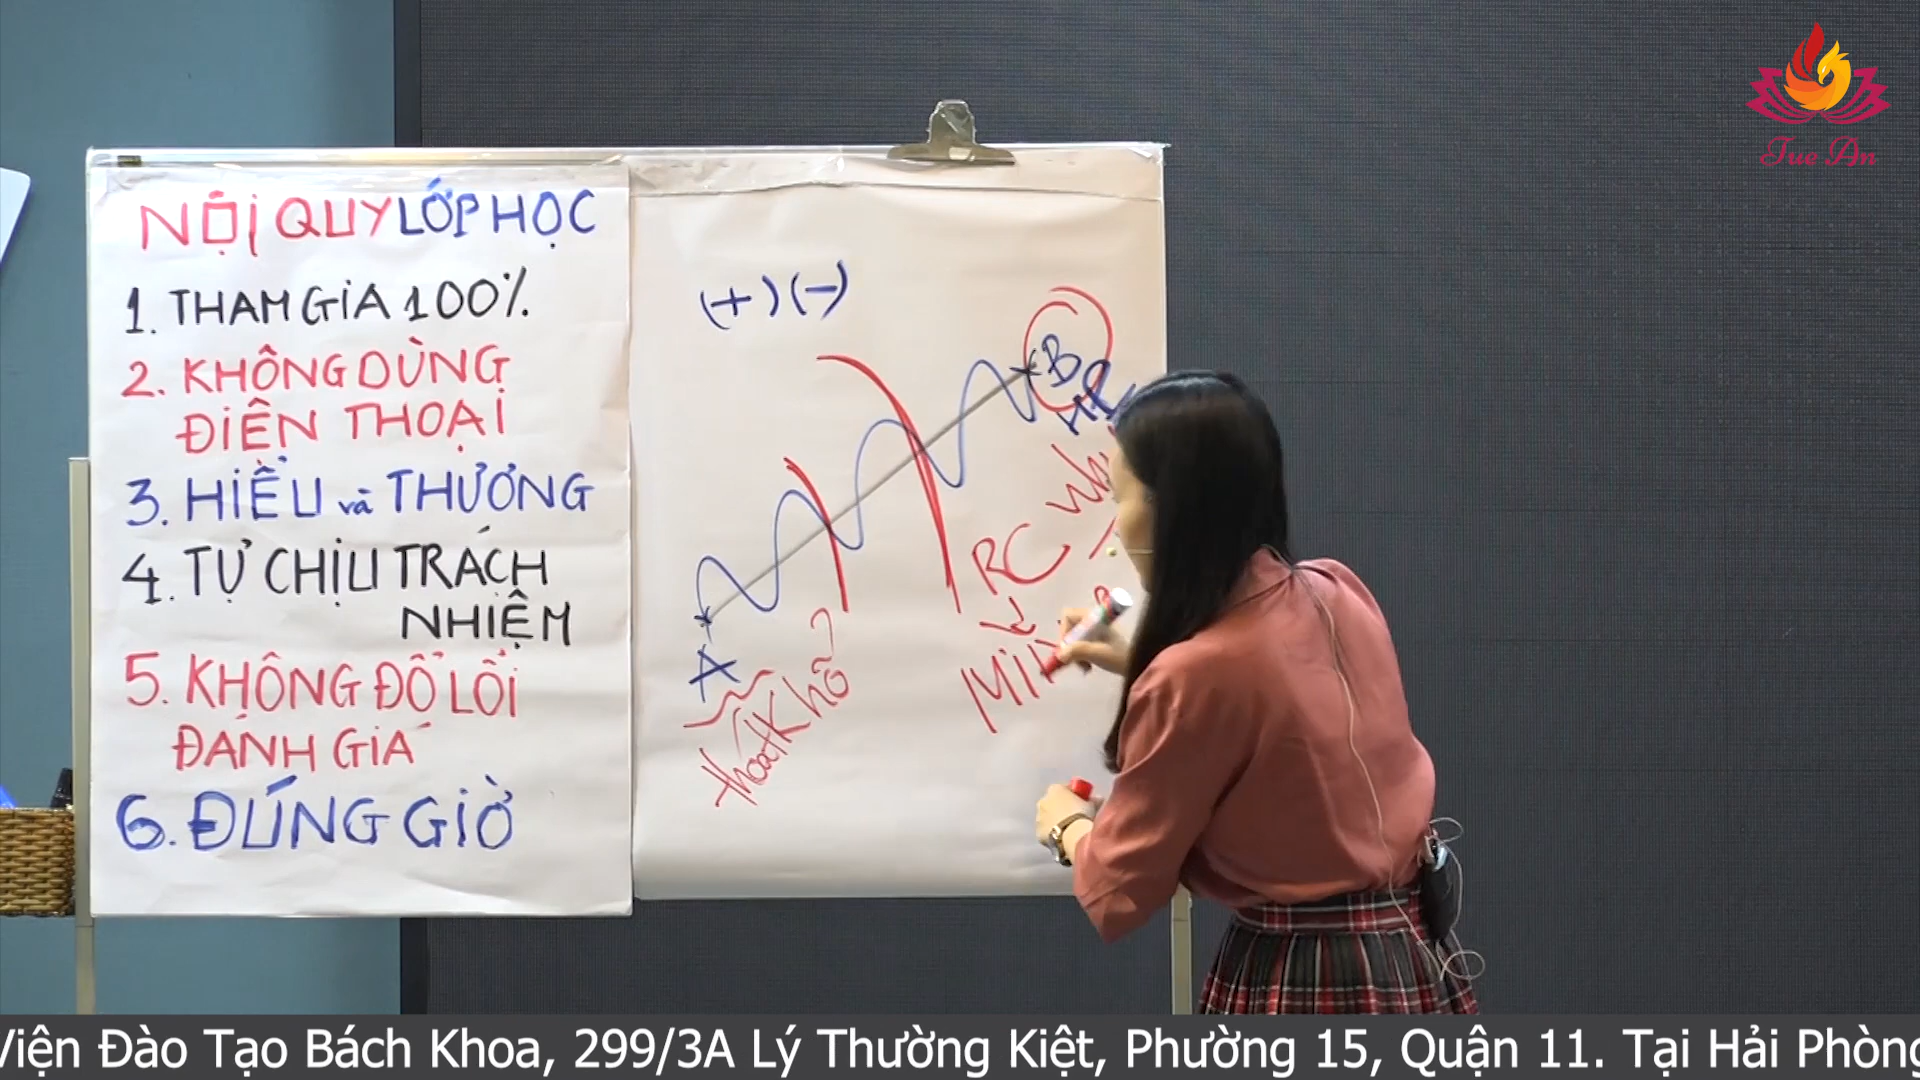 NỘI QUY LỚP HỌC
1. THAM GIA 100%
2. KHÔNG DÙNG
ĐIỆN THOẠI
3. HIỂU và THƯƠNG
4. TỰ CHỊU TRÁCH
NHIỆM
5. KHÔNG ĐỔ LỖI
ĐÁNH GIÁ
6. ĐÚNG GIỜ
(+) (-)
B
A
thoát Khổ
RC
Tue An
Viện Đào Tạo Bách Khoa, 299/3A Lý Thường Kiệt, Phường 15, Quận 11. Tại Hải Phòng